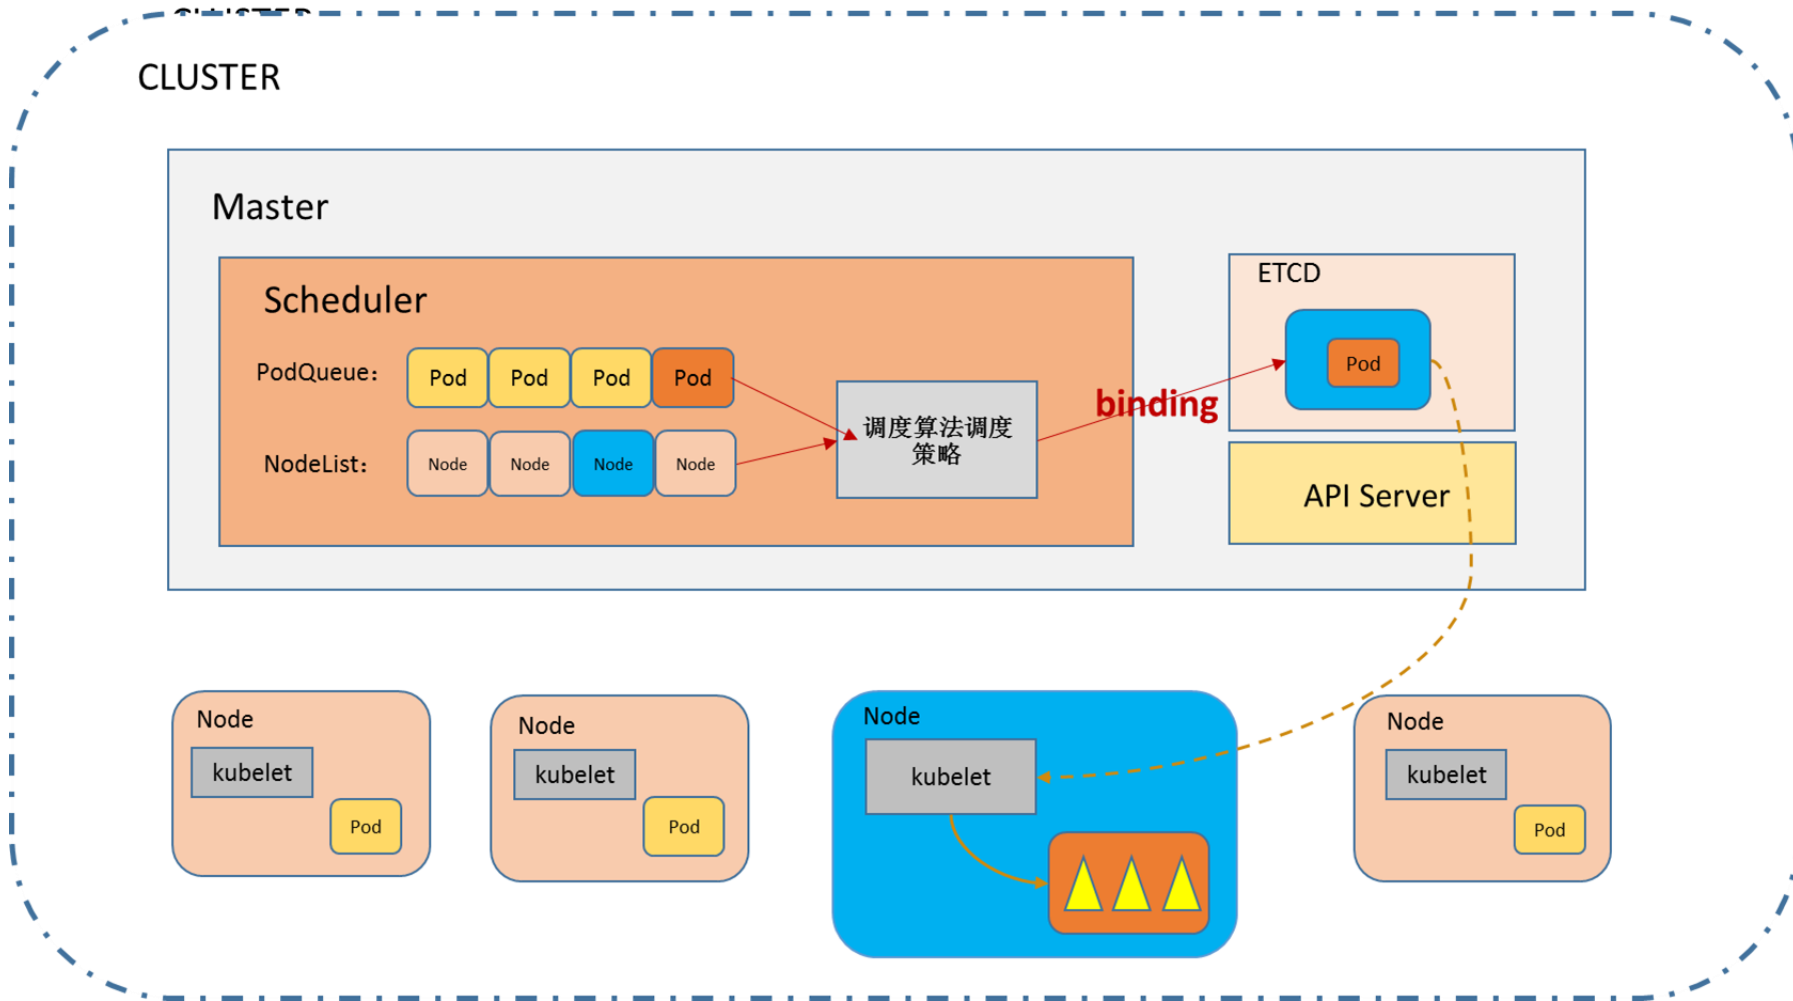 CLUSTER
CLUSTER
Master
Scheduler
PodQueue：
Pod
Pod
Pod
Pod
NodeList：
Node
Node
Node
Node
调度算法调度
策略
binding
ETCD
Pod
API Server
Node
kubelet
Pod
Node
kubelet
Pod
Node
kubelet
Node
kubelet
Pod